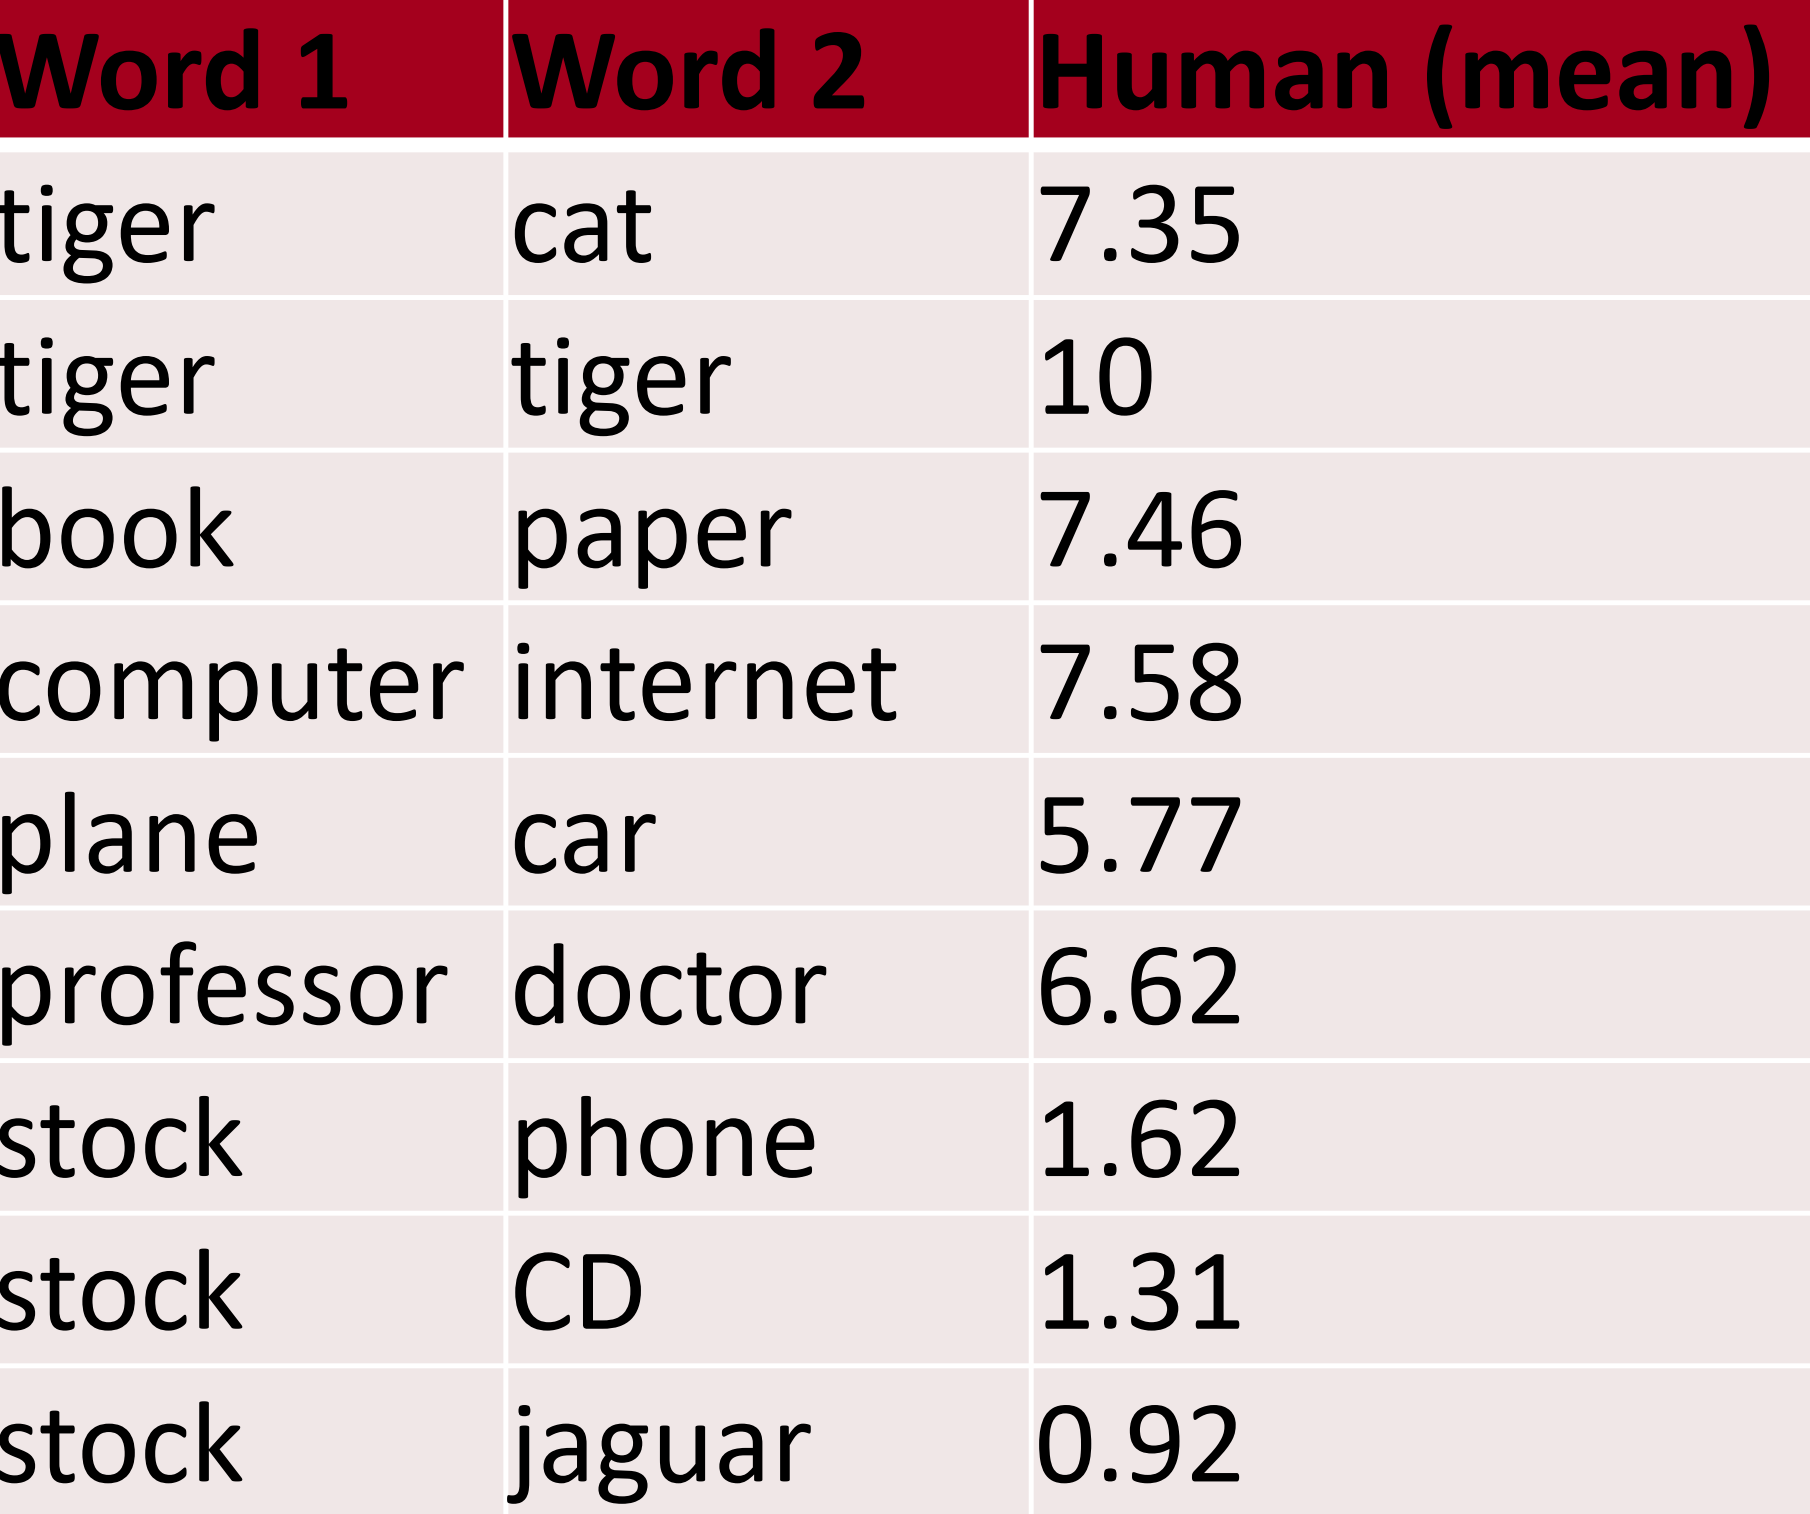 Word 1 Word 2 Human (mean)
tiger cat 7.35
tiger tiger 10
book paper 7.46
computer internet 7.58
plane car 5.77
professor doctor 6.62
stock phone 1.62
stock CD 1.31
stock jaguar 0.92